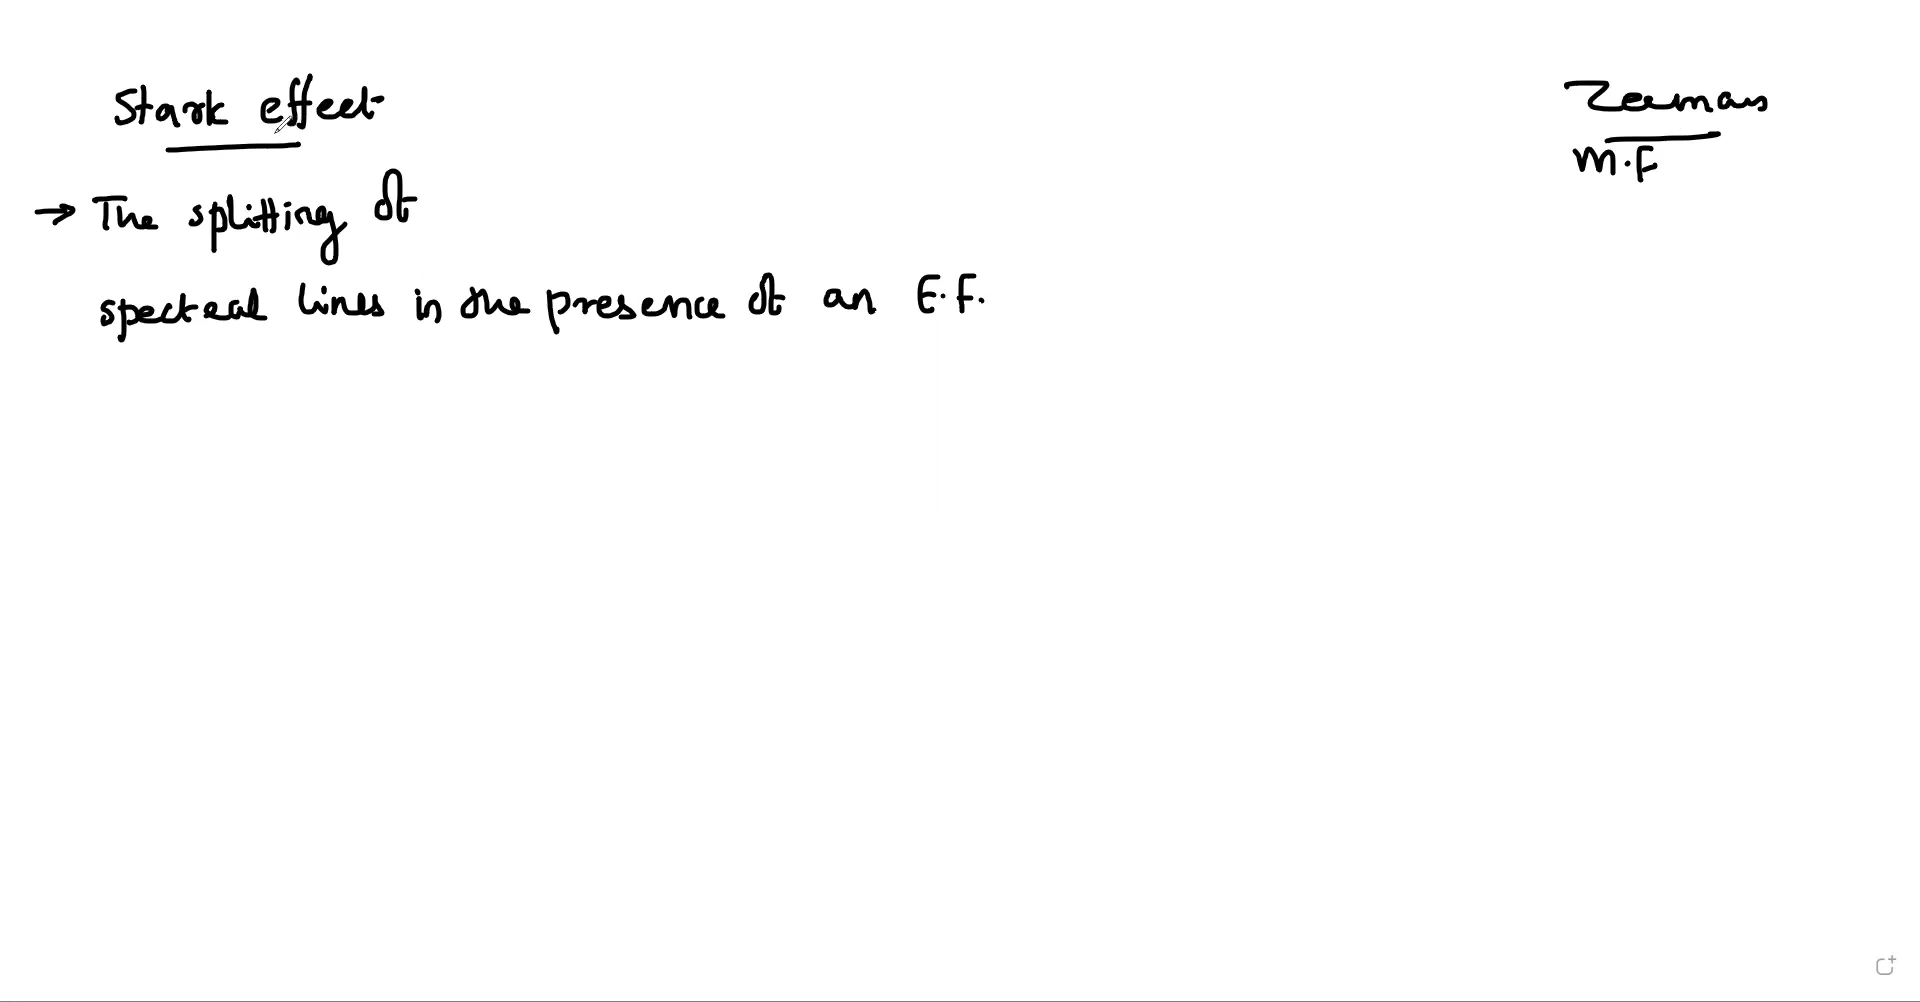 Stark effect
Zeeman
M.F
→ The splitting of
spectral lines in the presence of an E.F.